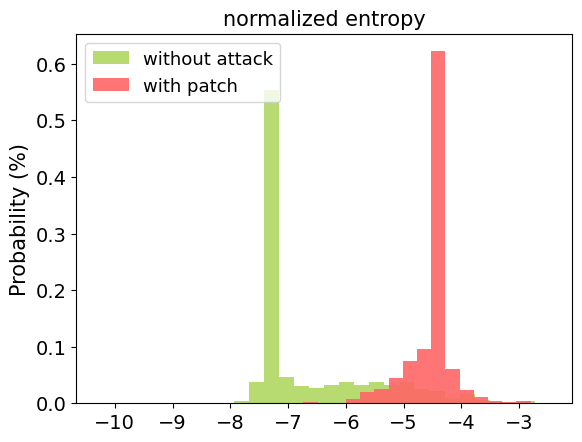 normalized entropy
without attack
with patch
Probability (%)
0.6
0.5
0.4
0.3
0.2
0.1
0.0
−10 −9 −8 −7 −6 −5 −4 −3